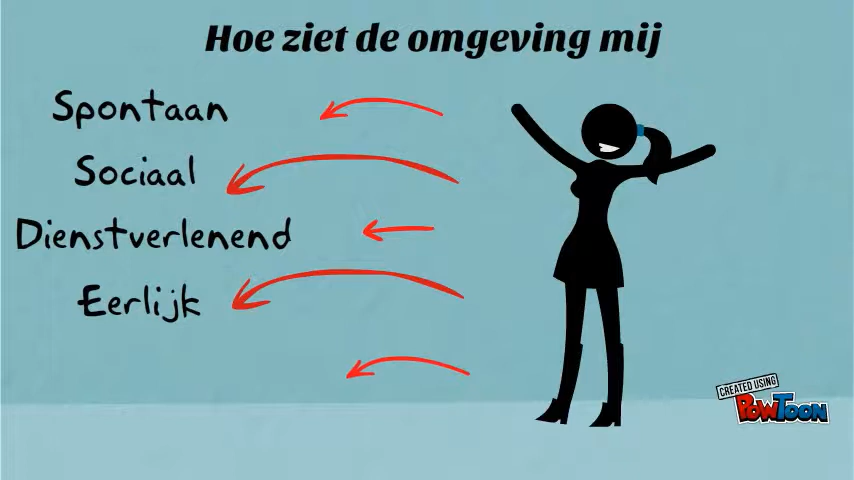 Hoe ziet de omgeving mij
Spontaan
Sociaal
Dienstverlenend
Eerlijk
CREATED USING
PowToon